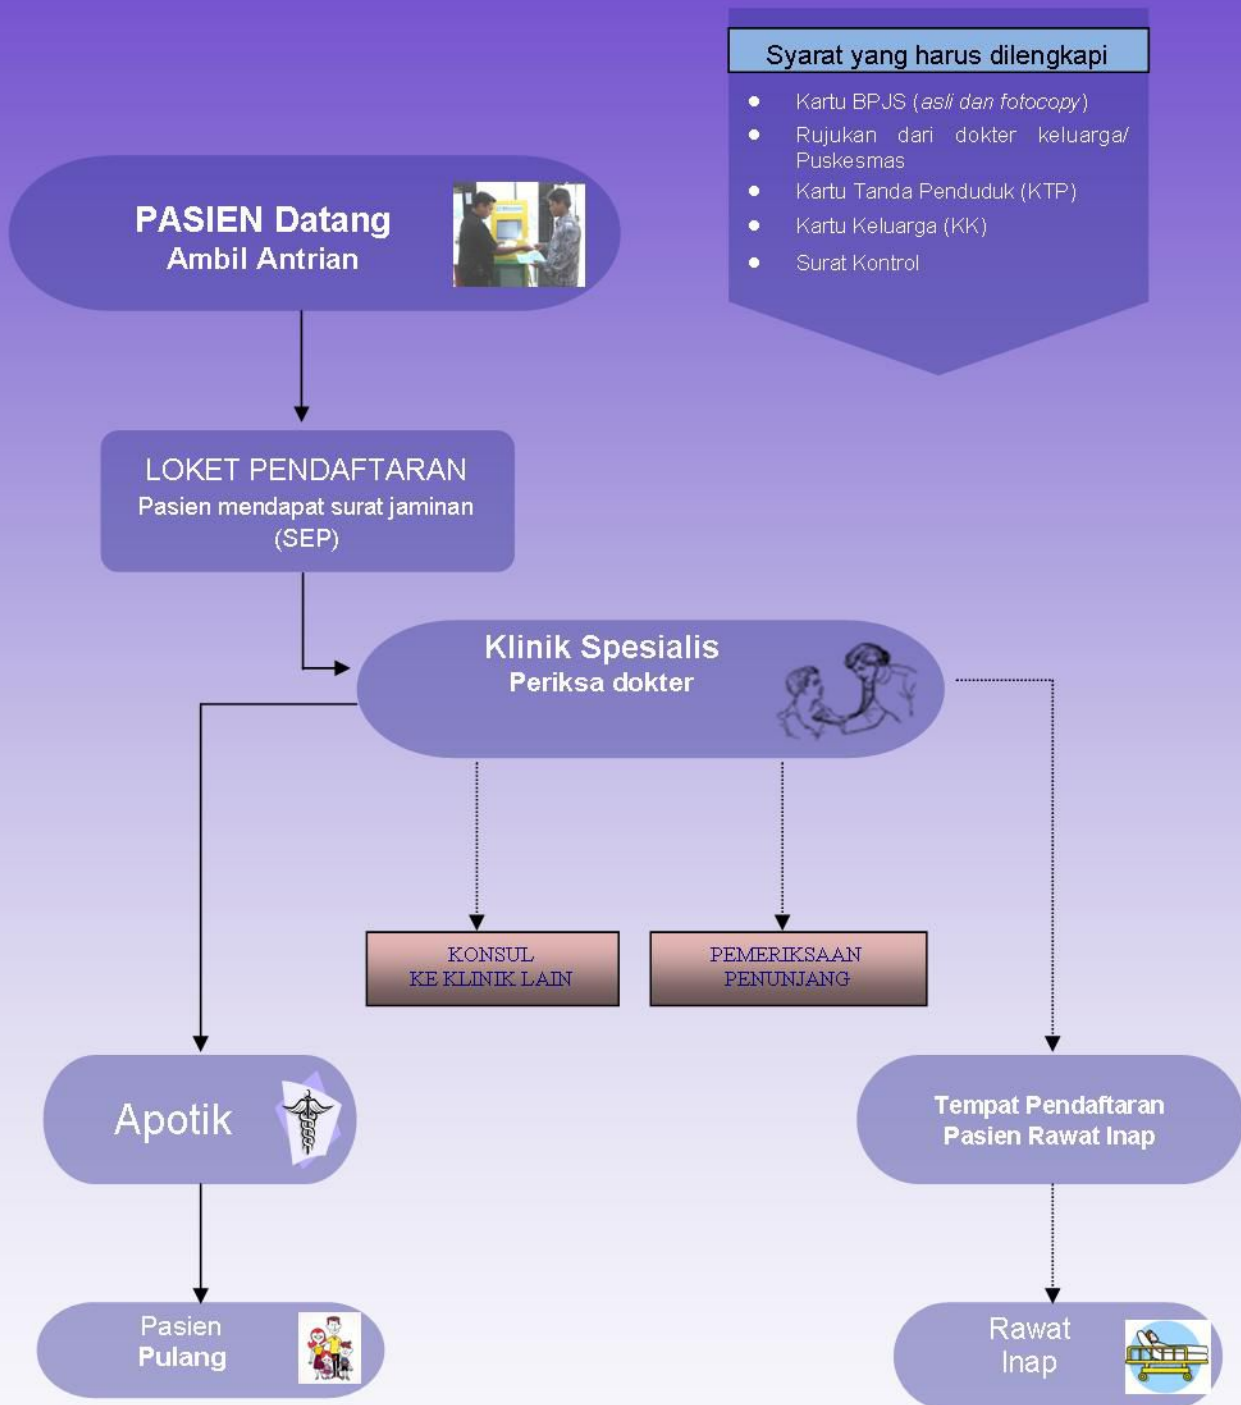 Syarat yang harus dilengkapi
● Kartu BPJS (asli dan fotocopy)
● Rujukan dari dokter keluarga/
Puskesmas
● Kartu Tanda Penduduk (KTP)
● Kartu Keluarga (KK)
● Surat Kontrol
PASIEN Datang
Ambil Antrian
LOKET PENDAFTARAN
Pasien mendapat surat jaminan
(SEP)
Klinik Spesialis
Periksa dokter
KONSUL
KE KLINIK LAIN
PEMERIKSAAN
PENUNJANG
Apotik
Tempat Pendaftaran
Pasien Rawat Inap
Pasien
Pulang
Rawat
Inap